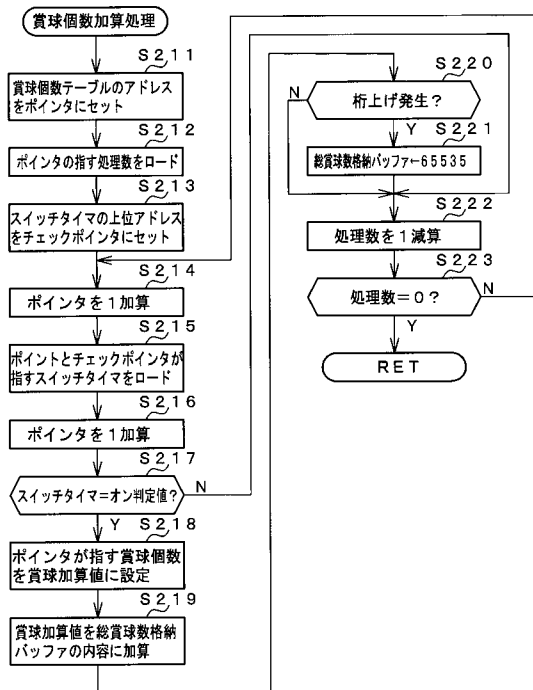 賞球個数加算処理
S211
賞球個数テーブルのアドレス
をポインタにセット
S212
ポインタの指す処理数をロード
S213
スイッチタイマの上位アドレス
をチェックポインタにセット
S214
ポインタを1加算
S215
ポイントとチェックポインタが
指すスイッチタイマをロード
S216
ポインタを1加算
S217
スイッチタイマ=オン判定値?
N
Y
S218
ポインタが指す賞球個数
を賞球加算値に設定
S219
賞球加算値を総賞球数格納
バッファの内容に加算
S220
N
桁上げ発生?
Y
S221
総賞球数格納バッファ←65535
S222
処理数を1減算
S223
処理数=0?
N
Y
RET